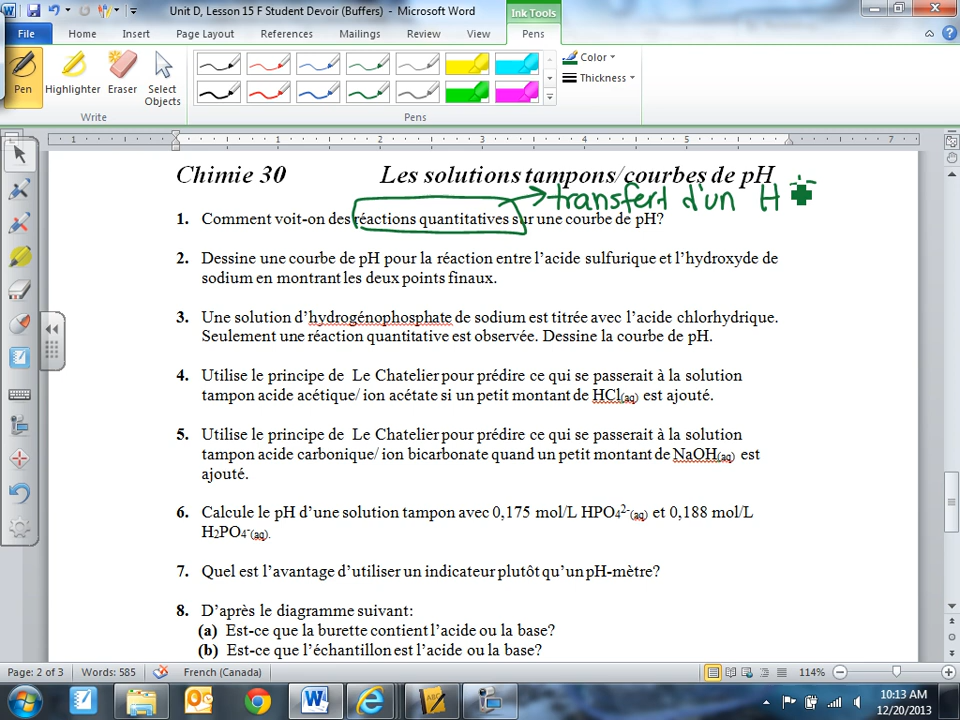 Unit D, Lesson 15 F Student Devoir (Buffers) - Microsoft Word
Ink Tools
File Home Insert Page Layout References Mailings Review View Pens
Pen Highlighter Eraser Select Objects
Color
Thickness
Write Pens
1 1 2 3 4 5 7
Chimie 30 Les solutions tampons/courbes de pH
transfert d'un H
1. Comment voit-on des réactions quantitatives sur une courbe de pH?
2. Dessine une courbe de pH pour la réaction entre l'acide sulfurique et l'hydroxyde de
sodium en montrant les deux points finaux.
3. Une solution d'hydrogénophosphate de sodium est titrée avec l'acide chlorhydrique.
Seulement une réaction quantitative est observée. Dessine la courbe de pH.
4. Utilise le principe de Le Chatelier pour prédire ce qui se passerait à la solution
tampon acide acétique/ ion acétate si un petit montant de HCl(aq) est ajouté.
5. Utilise le principe de Le Chatelier pour prédire ce qui se passerait à la solution
tampon acide carbonique/ ion bicarbonate quand un petit montant de NaOH(aq) est
ajouté.
6. Calcule le pH d'une solution tampon avec 0,175 mol/L HPO₄²⁻(aq) et 0,188 mol/L
H₂PO₄⁻(aq).
7. Quel est l'avantage d'utiliser un indicateur plutôt qu'un pH-mètre?
8. D'après le diagramme suivant:
(a) Est-ce que la burette contient l'acide ou la base?
(b) Est-ce que l'échantillon est l'acide ou la base?
Page: 2 of 3 Words: 585 French (Canada) 114%
10:13 AM
12/20/2013